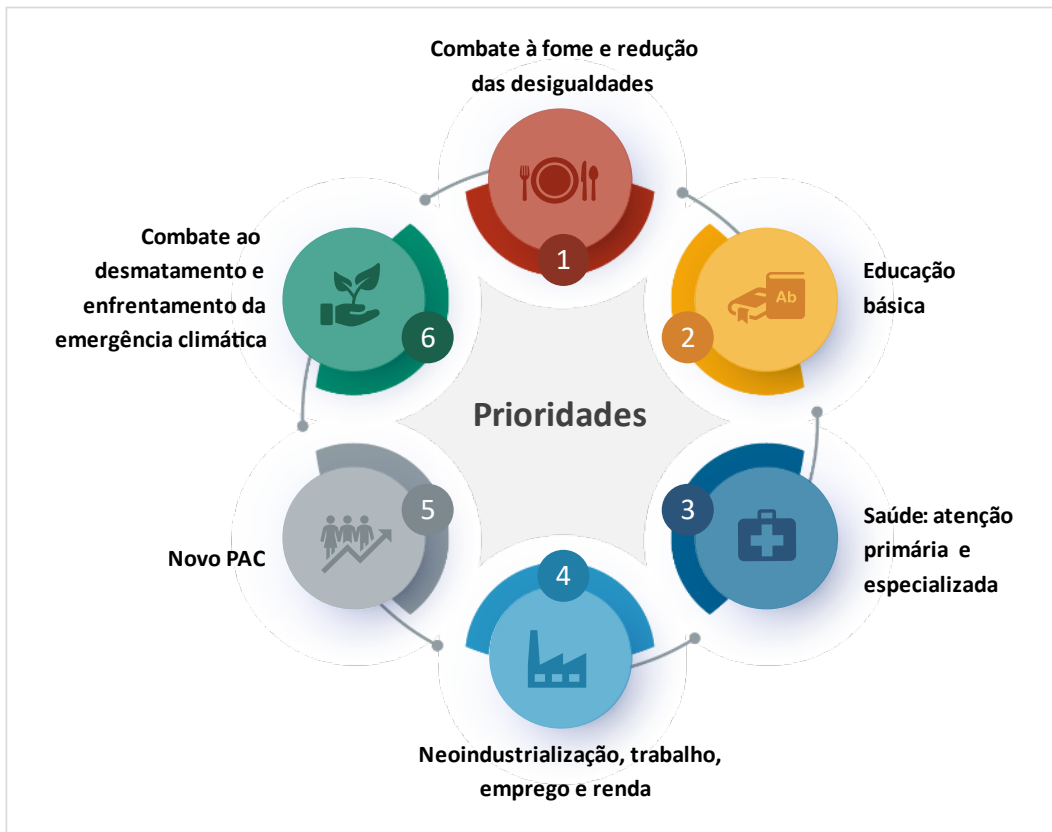 Combate à fome e redução
das desigualdades
1
Ab
Educação
básica
2
Saúde: atenção
primária e
especializada
3
4
Neoindustrialização, trabalho,
emprego e renda
5
Novo PAC
Combate ao
desmatamento e
enfrentamento da
emergência climática
6
Prioridades